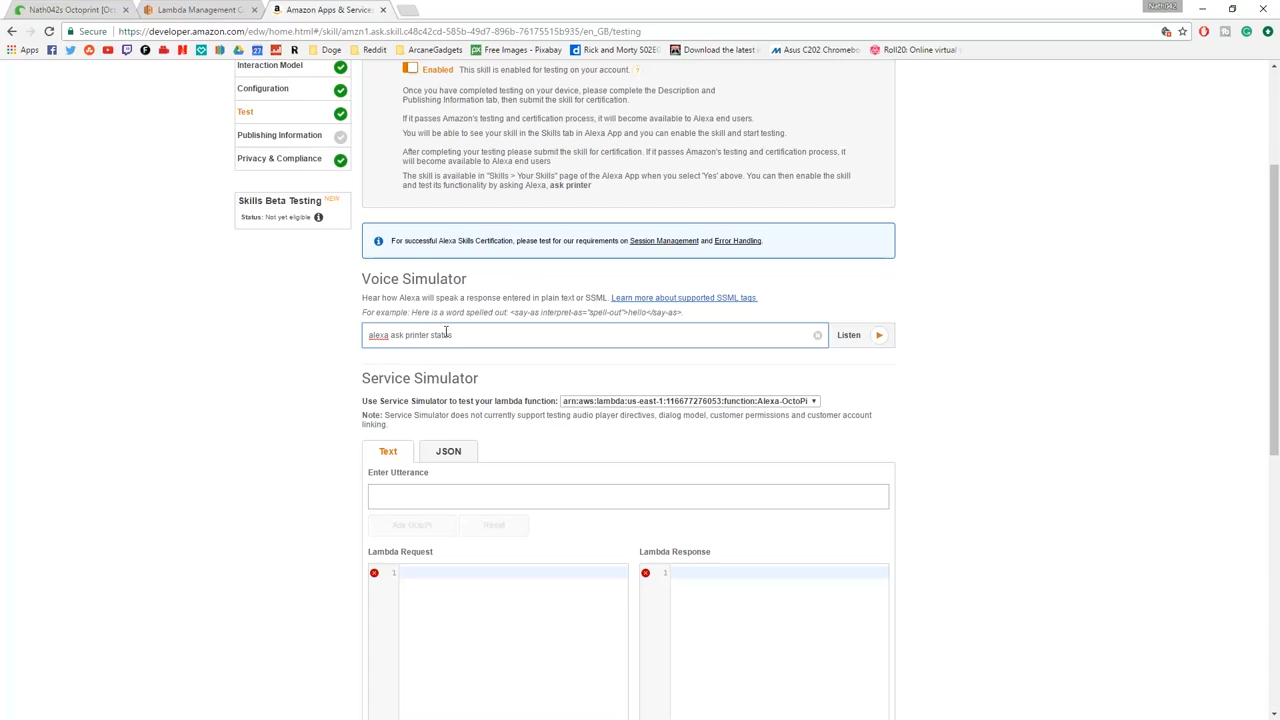 Nath042s Octoprint [Oct
Lambda Management C
Amazon Apps & Services
Nath042
Secure
https://developer.amazon.com/edw/home.html#/skill/amzn1.ask.skill.c48c42cd-585b-49d7-896b-76175515b935/en_GB/testing
Apps
Doge
Reddit
ArcaneGadgets
Free Images - Pixabay
Rick and Morty S02E0
Download the latest i
Asus C202 Chromebo
Roll20: Online virtual
Interaction Model
Configuration
Test
Publishing Information
Privacy & Compliance
Skills Beta Testing NEW
Status: Not yet eligible
Enabled This skill is enabled for testing on your account. ?
Once you have completed testing on your device, please complete the Description and
Publishing Information tab, then submit the skill for certification.
If it passes Amazon's testing and certification process, it will become available to Alexa end users.
You will be able to see your skill in the Skills tab in Alexa App and you can enable the skill and start testing.
After completing your testing please submit the skill for certification. If it passes Amazon's testing and certification process, it
will become available to Alexa end users
The skill is available in "Skills > Your Skills" page of the Alexa App when you select 'Yes' above. You can then enable the skill
and test its functionality by asking Alexa, ask printer
For successful Alexa Skills Certification, please test for our requirements on Session Management and Error Handling.
Voice Simulator
Hear how Alexa will speak a response entered in plain text or SSML. Learn more about supported SSML tags.
For example: Here is a word spelled out: <say-as interpret-as="spell-out">hello</say-as>.
alexa ask printer status
Listen
Service Simulator
Use Service Simulator to test your lambda function: arn:aws:lambda:us-east-1:116677276053:function:Alexa-OctoPi
Note: Service Simulator does not currently support testing audio player directives, dialog model, customer permissions and customer account
linking.
Text
JSON
Enter Utterance
Ask OctoPi
Reset
Lambda Request
Lambda Response
1
1